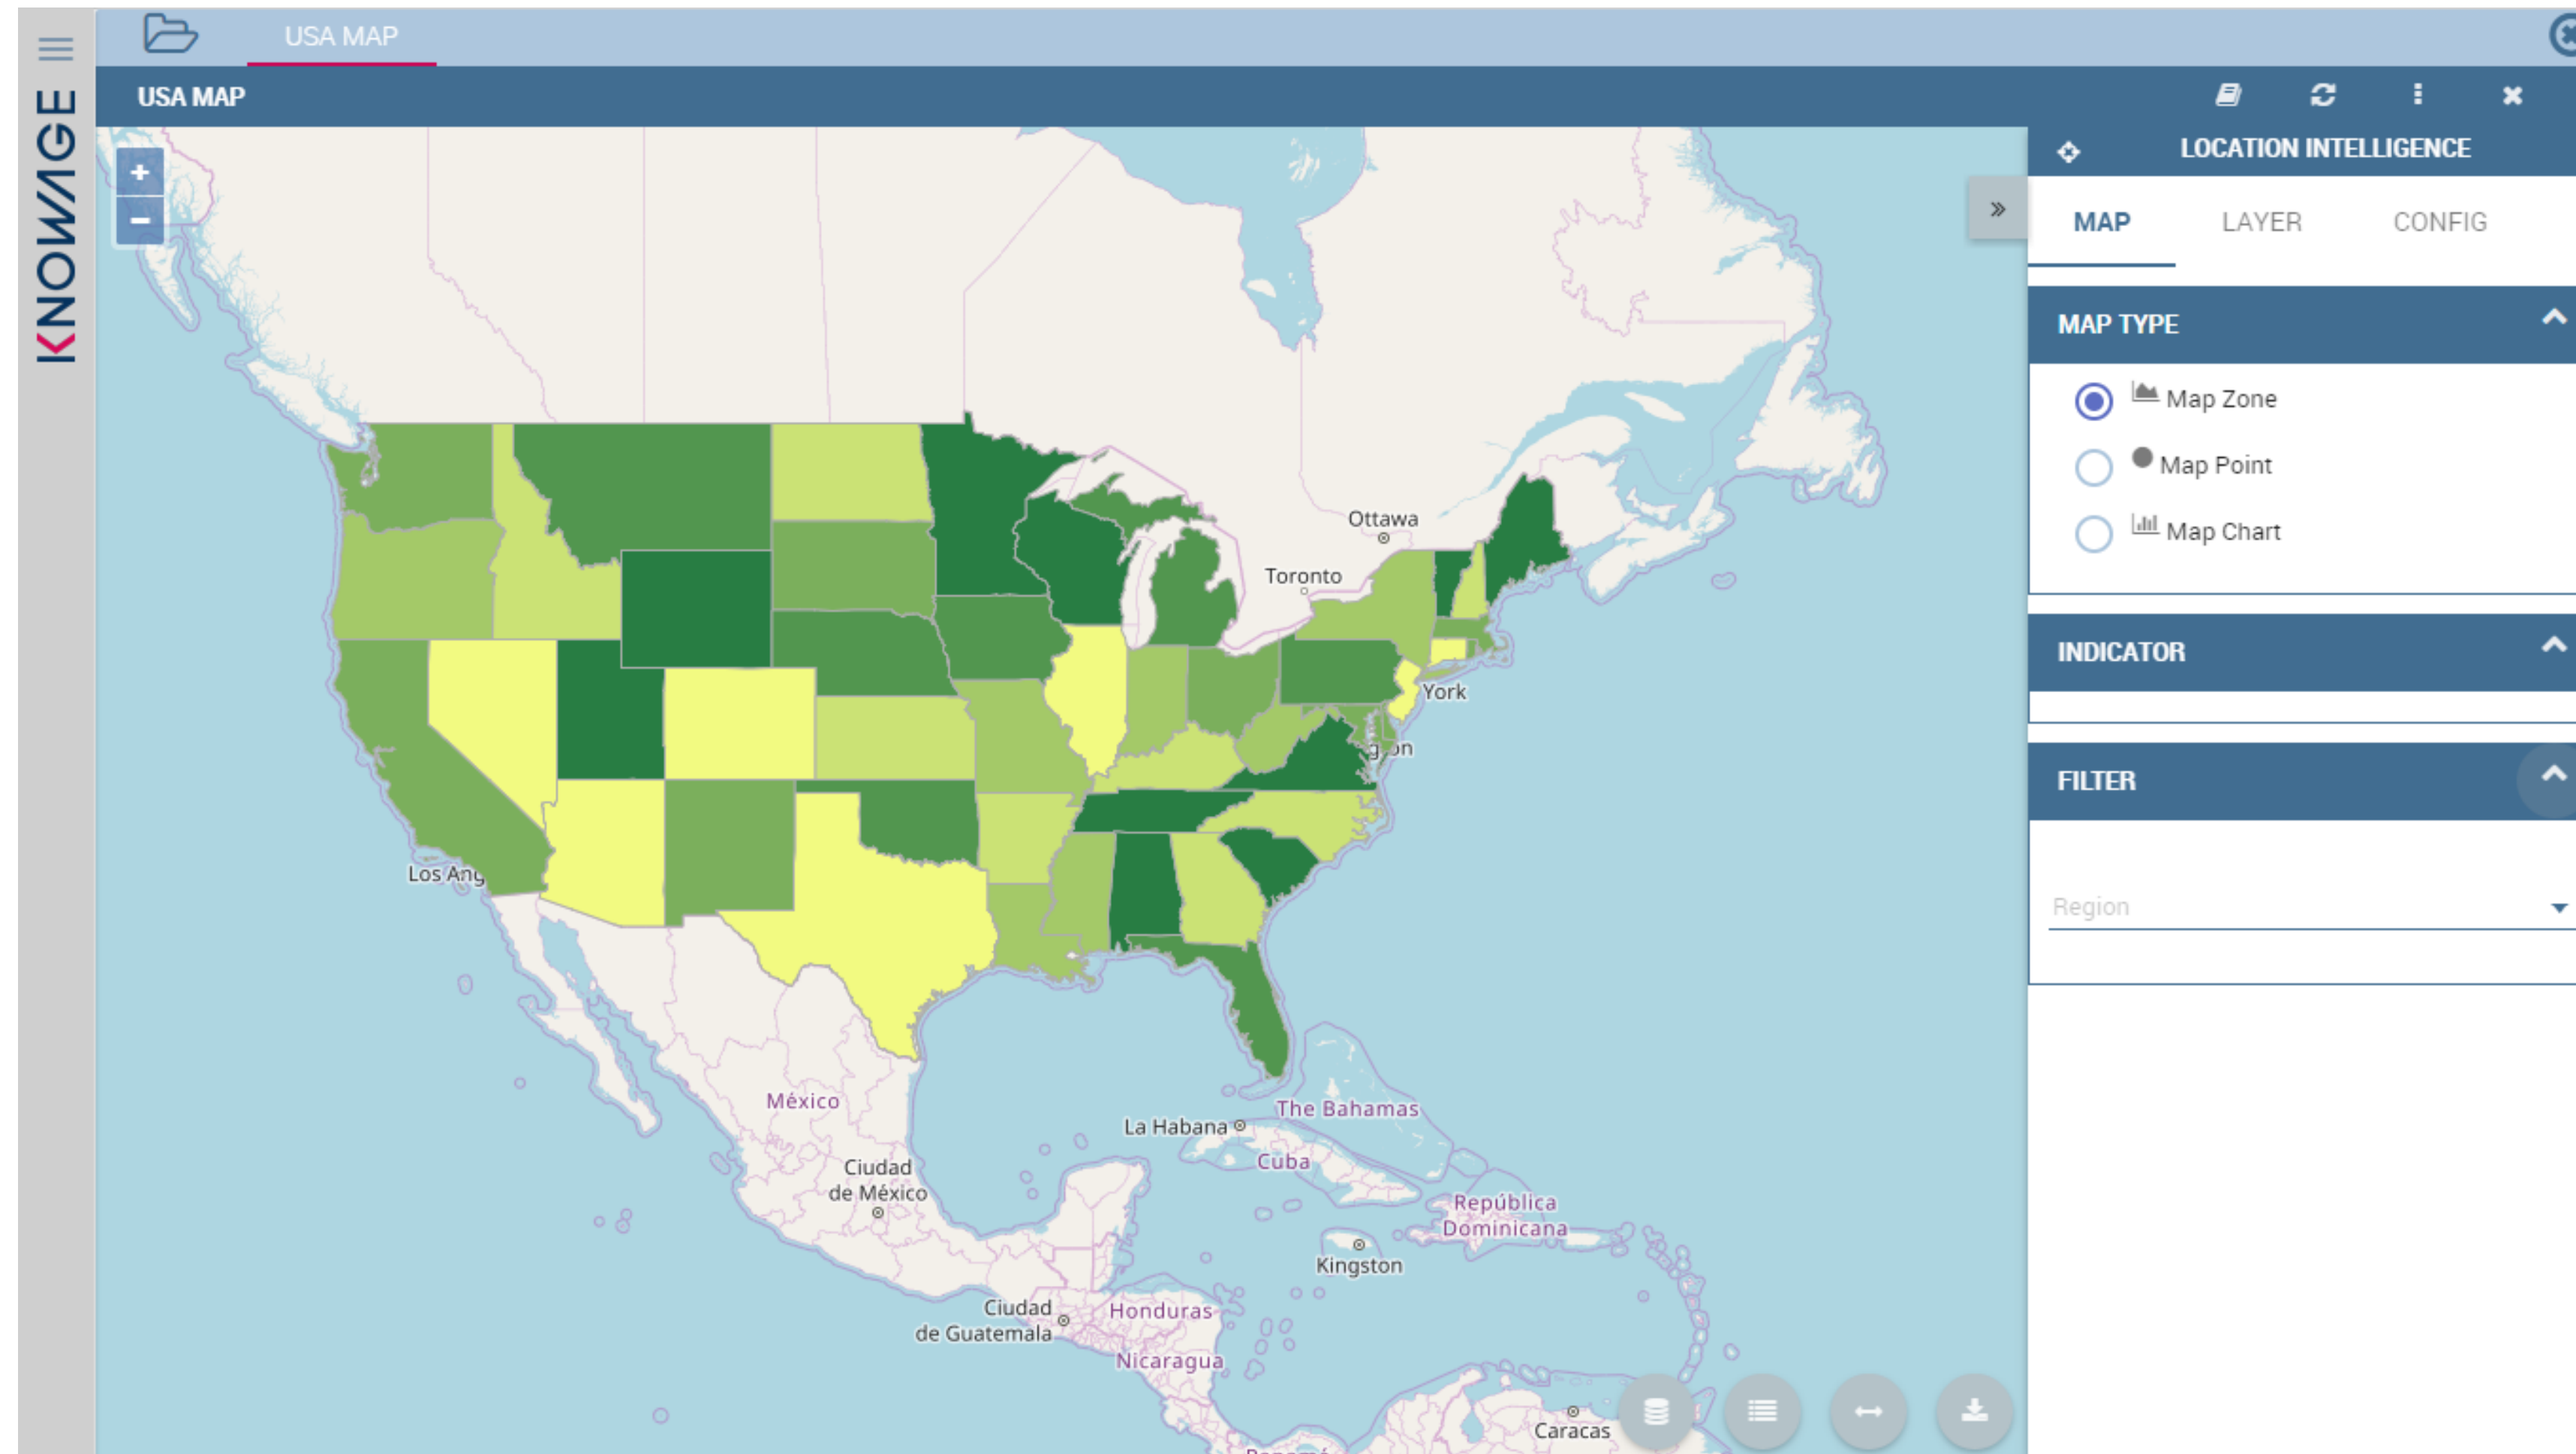 USA MAP
KNOWAGE
USA MAP
LOCATION INTELLIGENCE
MAP LAYER CONFIG
MAP TYPE
Map Zone
Map Point
Map Chart
INDICATOR
FILTER
Region
Ottawa
Toronto
York
Los Ang
México
La Habana
The Bahamas
Cuba
Ciudad
de México
República
Dominicana
Kingston
Ciudad
de Guatemala
Honduras
Nicaragua
Caracas